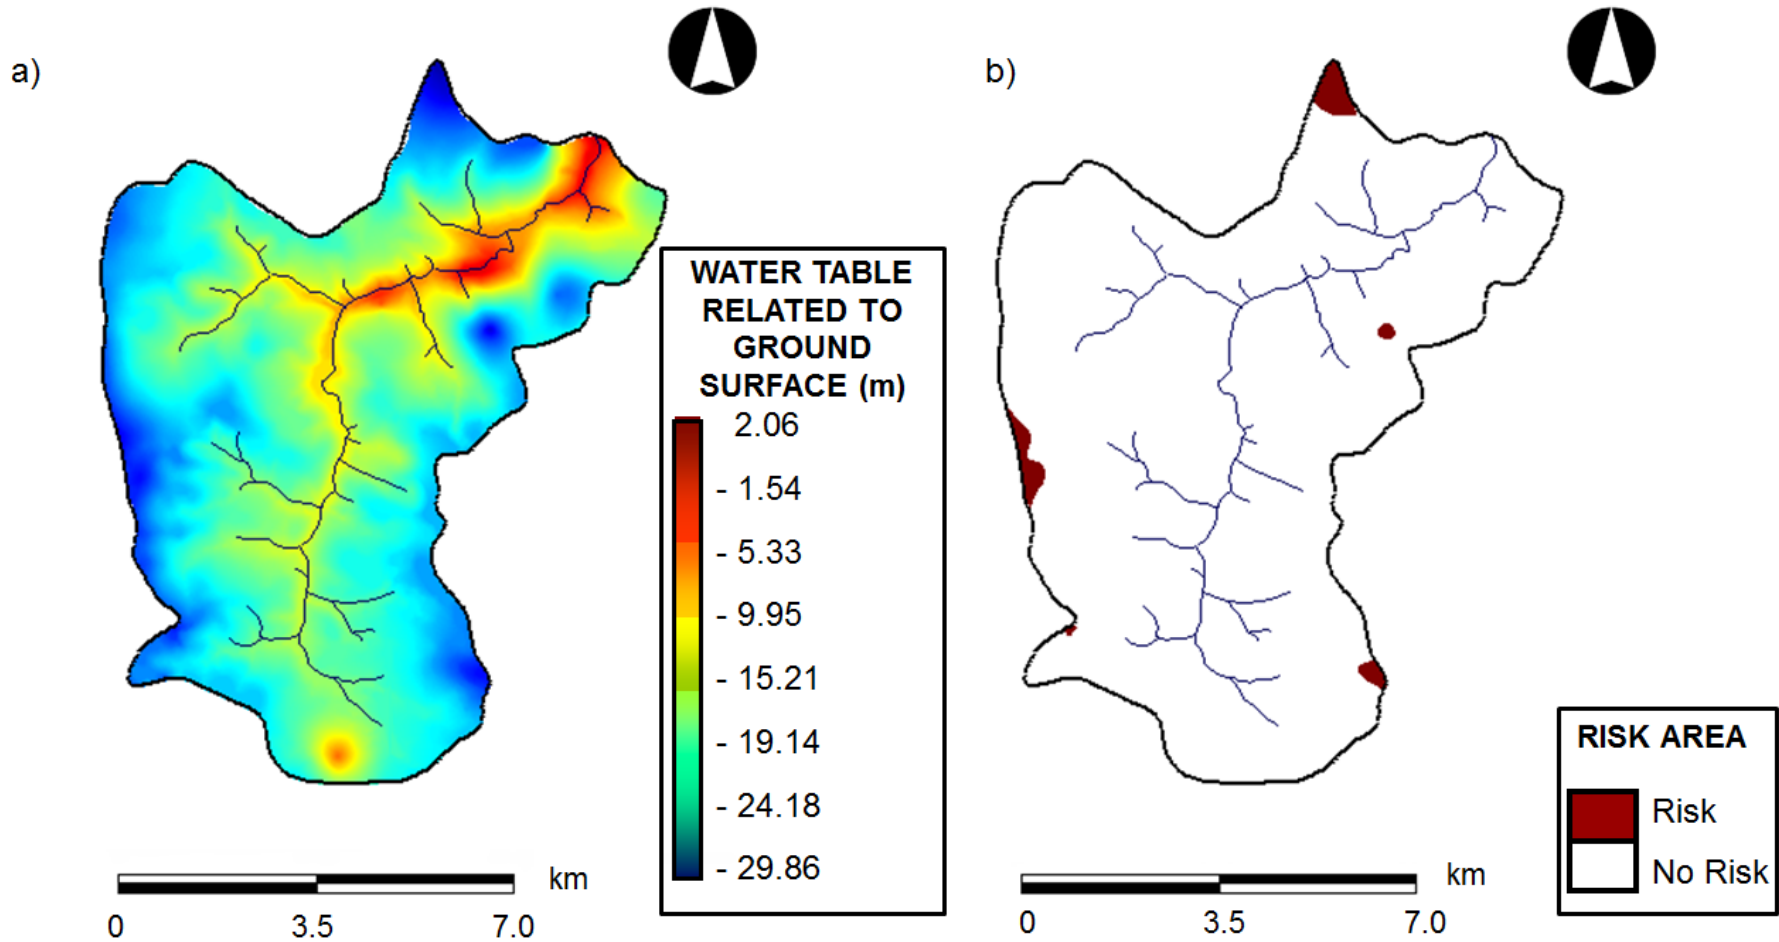 a)
WATER TABLE
RELATED TO
GROUND
SURFACE (m)
2.06
- 1.54
- 5.33
- 9.95
- 15.21
- 19.14
- 24.18
- 29.86
km
0 3.5 7.0
b)
RISK AREA
Risk
No Risk
km
0 3.5 7.0